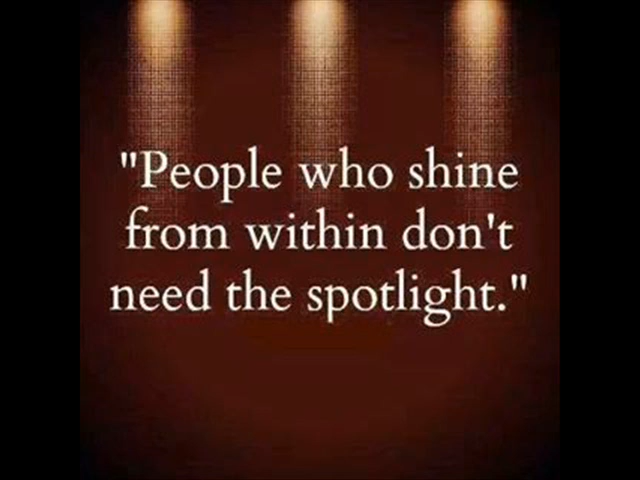 "People who shine
from within don't
need the spotlight."